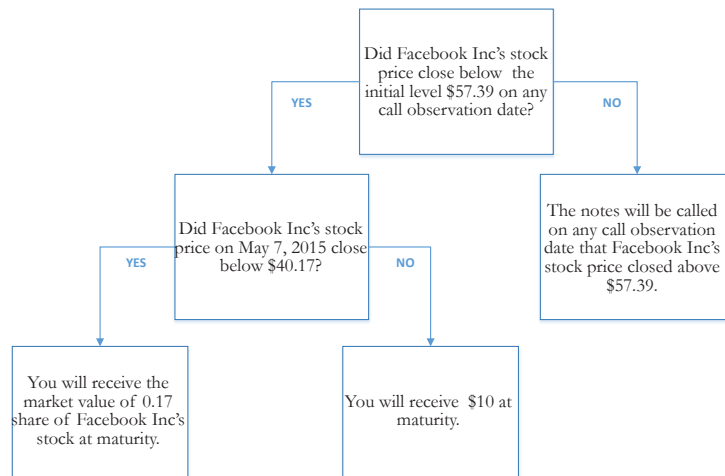 Did Facebook Inc's stock
price close below the
initial level $57.39 on any
call observation date?
YES
NO
Did Facebook Inc's stock
price on May 7, 2015 close
below $40.17?
The notes will be called
on any call observation
date that Facebook Inc's
stock price closed above
$57.39.
YES
NO
You will receive the
market value of 0.17
share of Facebook Inc's
stock at maturity.
You will receive $10 at
maturity.